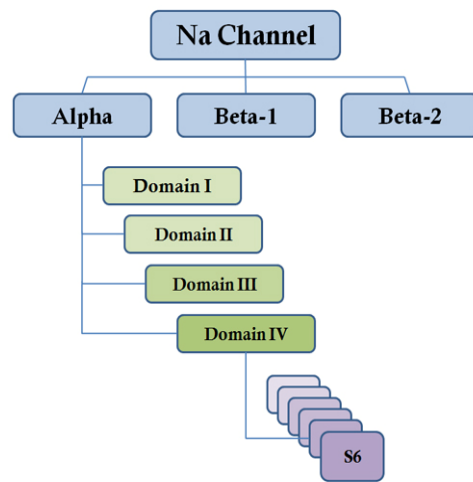 Na Channel
Alpha
Beta-1
Beta-2
Domain I
Domain II
Domain III
Domain IV
S6